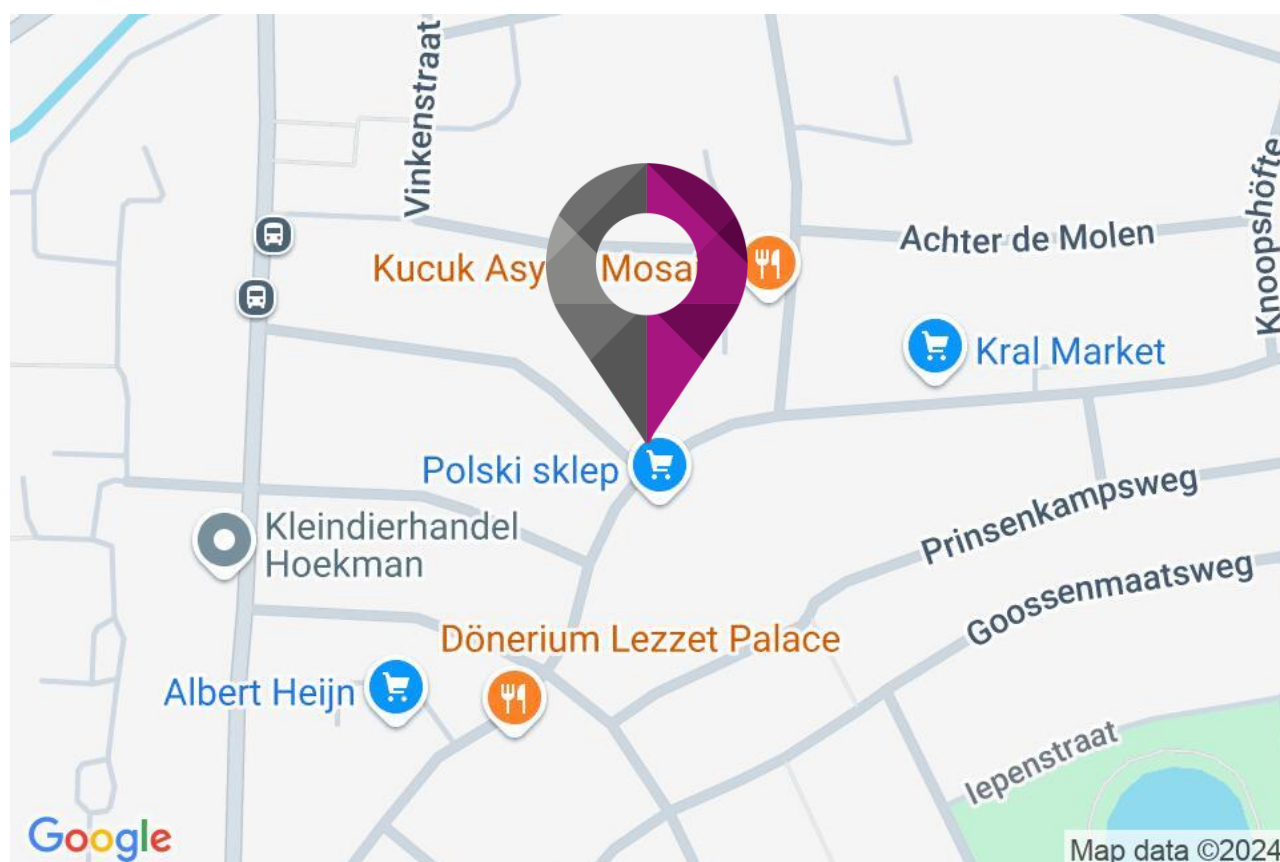 Vinkenstraat
Knoopshöfte
Achter de Molen
Kucuk Asy
Mosai
Kral Market
Polski sklep
Prinsenkampsweg
Kleindierhandel
Hoekman
Goossenmaatsweg
Dönerium Lezzet Palace
Albert Heijn
Iepenstraat
Google
Map data ©2024